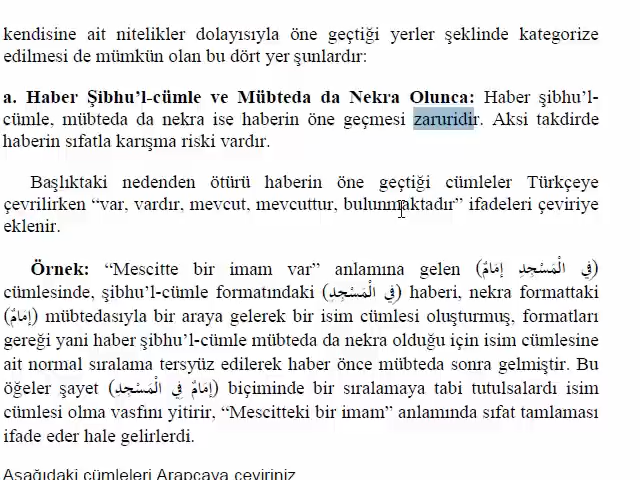 kendisine ait nitelikler dolayısıyla öne geçtiği yerler şeklinde kategorize
edilmesi de mümkün olan bu dört yer şunlardır:
a. Haber Şibhu’l-cümle ve Mübteda da Nekra Olunca: Haber şibhu’l-
cümle, mübteda da nekra ise haberin öne geçmesi zaruridir. Aksi takdirde
haberin sıfatla karışma riski vardır.
Başlıktaki nedenden ötürü haberin öne geçtiği cümleler Türkçeye
çevrilirken “var, vardır, mevcut, mevcuttur, bulunmaktadır” ifadeleri çeviriye
eklenir.
Örnek: “Mescitte bir imam var” anlamına gelen (فِي الْمَسْجِدِ إِمَامٌ)
cümlesinde, şibhu’l-cümle formatındaki (فِي الْمَسْجِدِ) haberi, nekra formattaki
(إِمَامٌ) mübtedasıyla bir araya gelerek bir isim cümlesi oluşturmuş, formatları
gereği yani haber şibhu’l-cümle mübteda da nekra olduğu için isim cümlesine
ait normal sıralama tersyüz edilerek haber önce mübteda sonra gelmiştir. Bu
öğeler şayet (إِمَامٌ فِي الْمَسْجِدِ) biçiminde bir sıralamaya tabi tutulsalardı isim
cümlesi olma vasfını yitirir, “Mescitteki bir imam” anlamında sıfat tamlaması
ifade eder hale gelirlerdi.
Aşağıdaki cümleleri Arapçaya çeviriniz